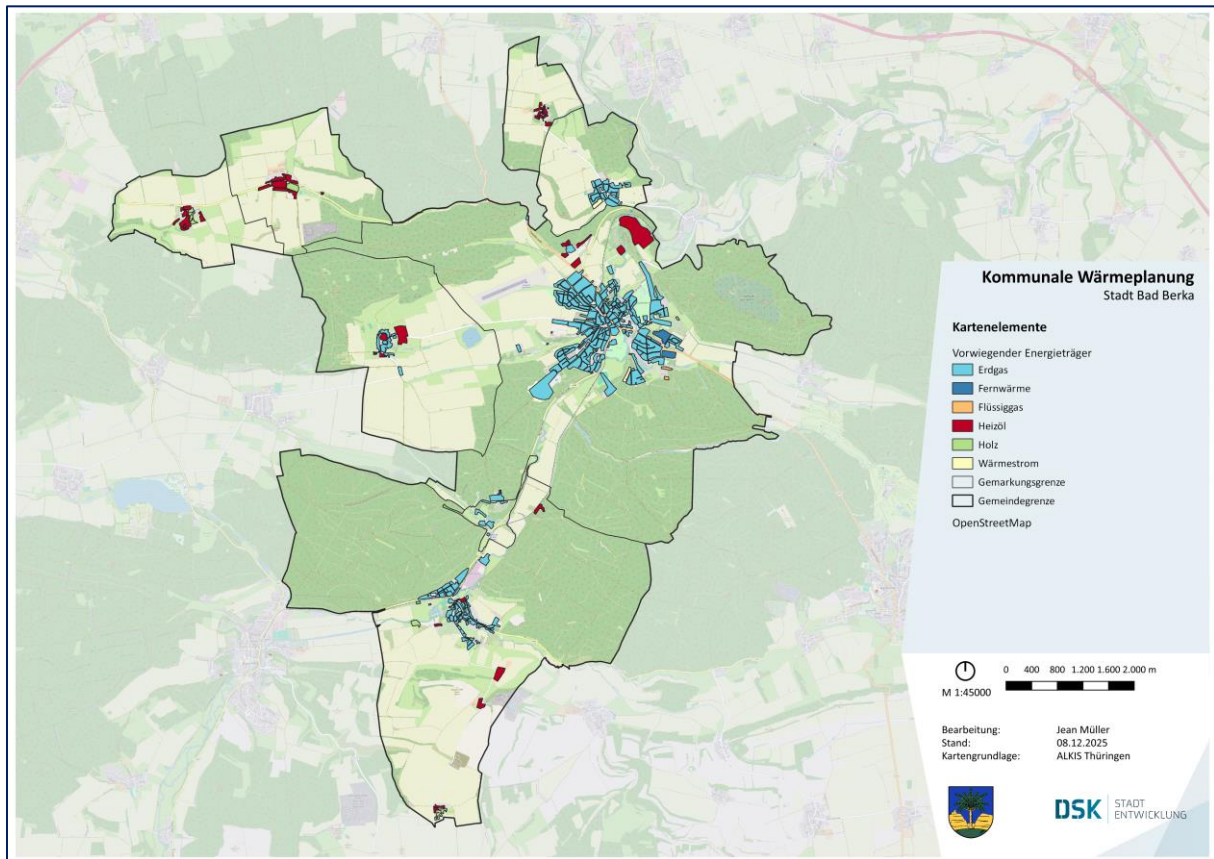 Kommunale Wärmeplanung
Stadt Bad Berka
Kartenelemente
Vorwiegender Energieträger
Erdgas
Fernwärme
Flüssiggas
Heizöl
Holz
Wärmestrom
Gemarkungsgrenze
Gemeindegrenze
OpenStreetMap
M 1:45000
0 400 800 1.200 1.600 2.000 m
Bearbeitung: Jean Müller
Stand: 08.12.2025
Kartengrundlage: ALKIS Thüringen
DSK STADT
ENTWICKLUNG